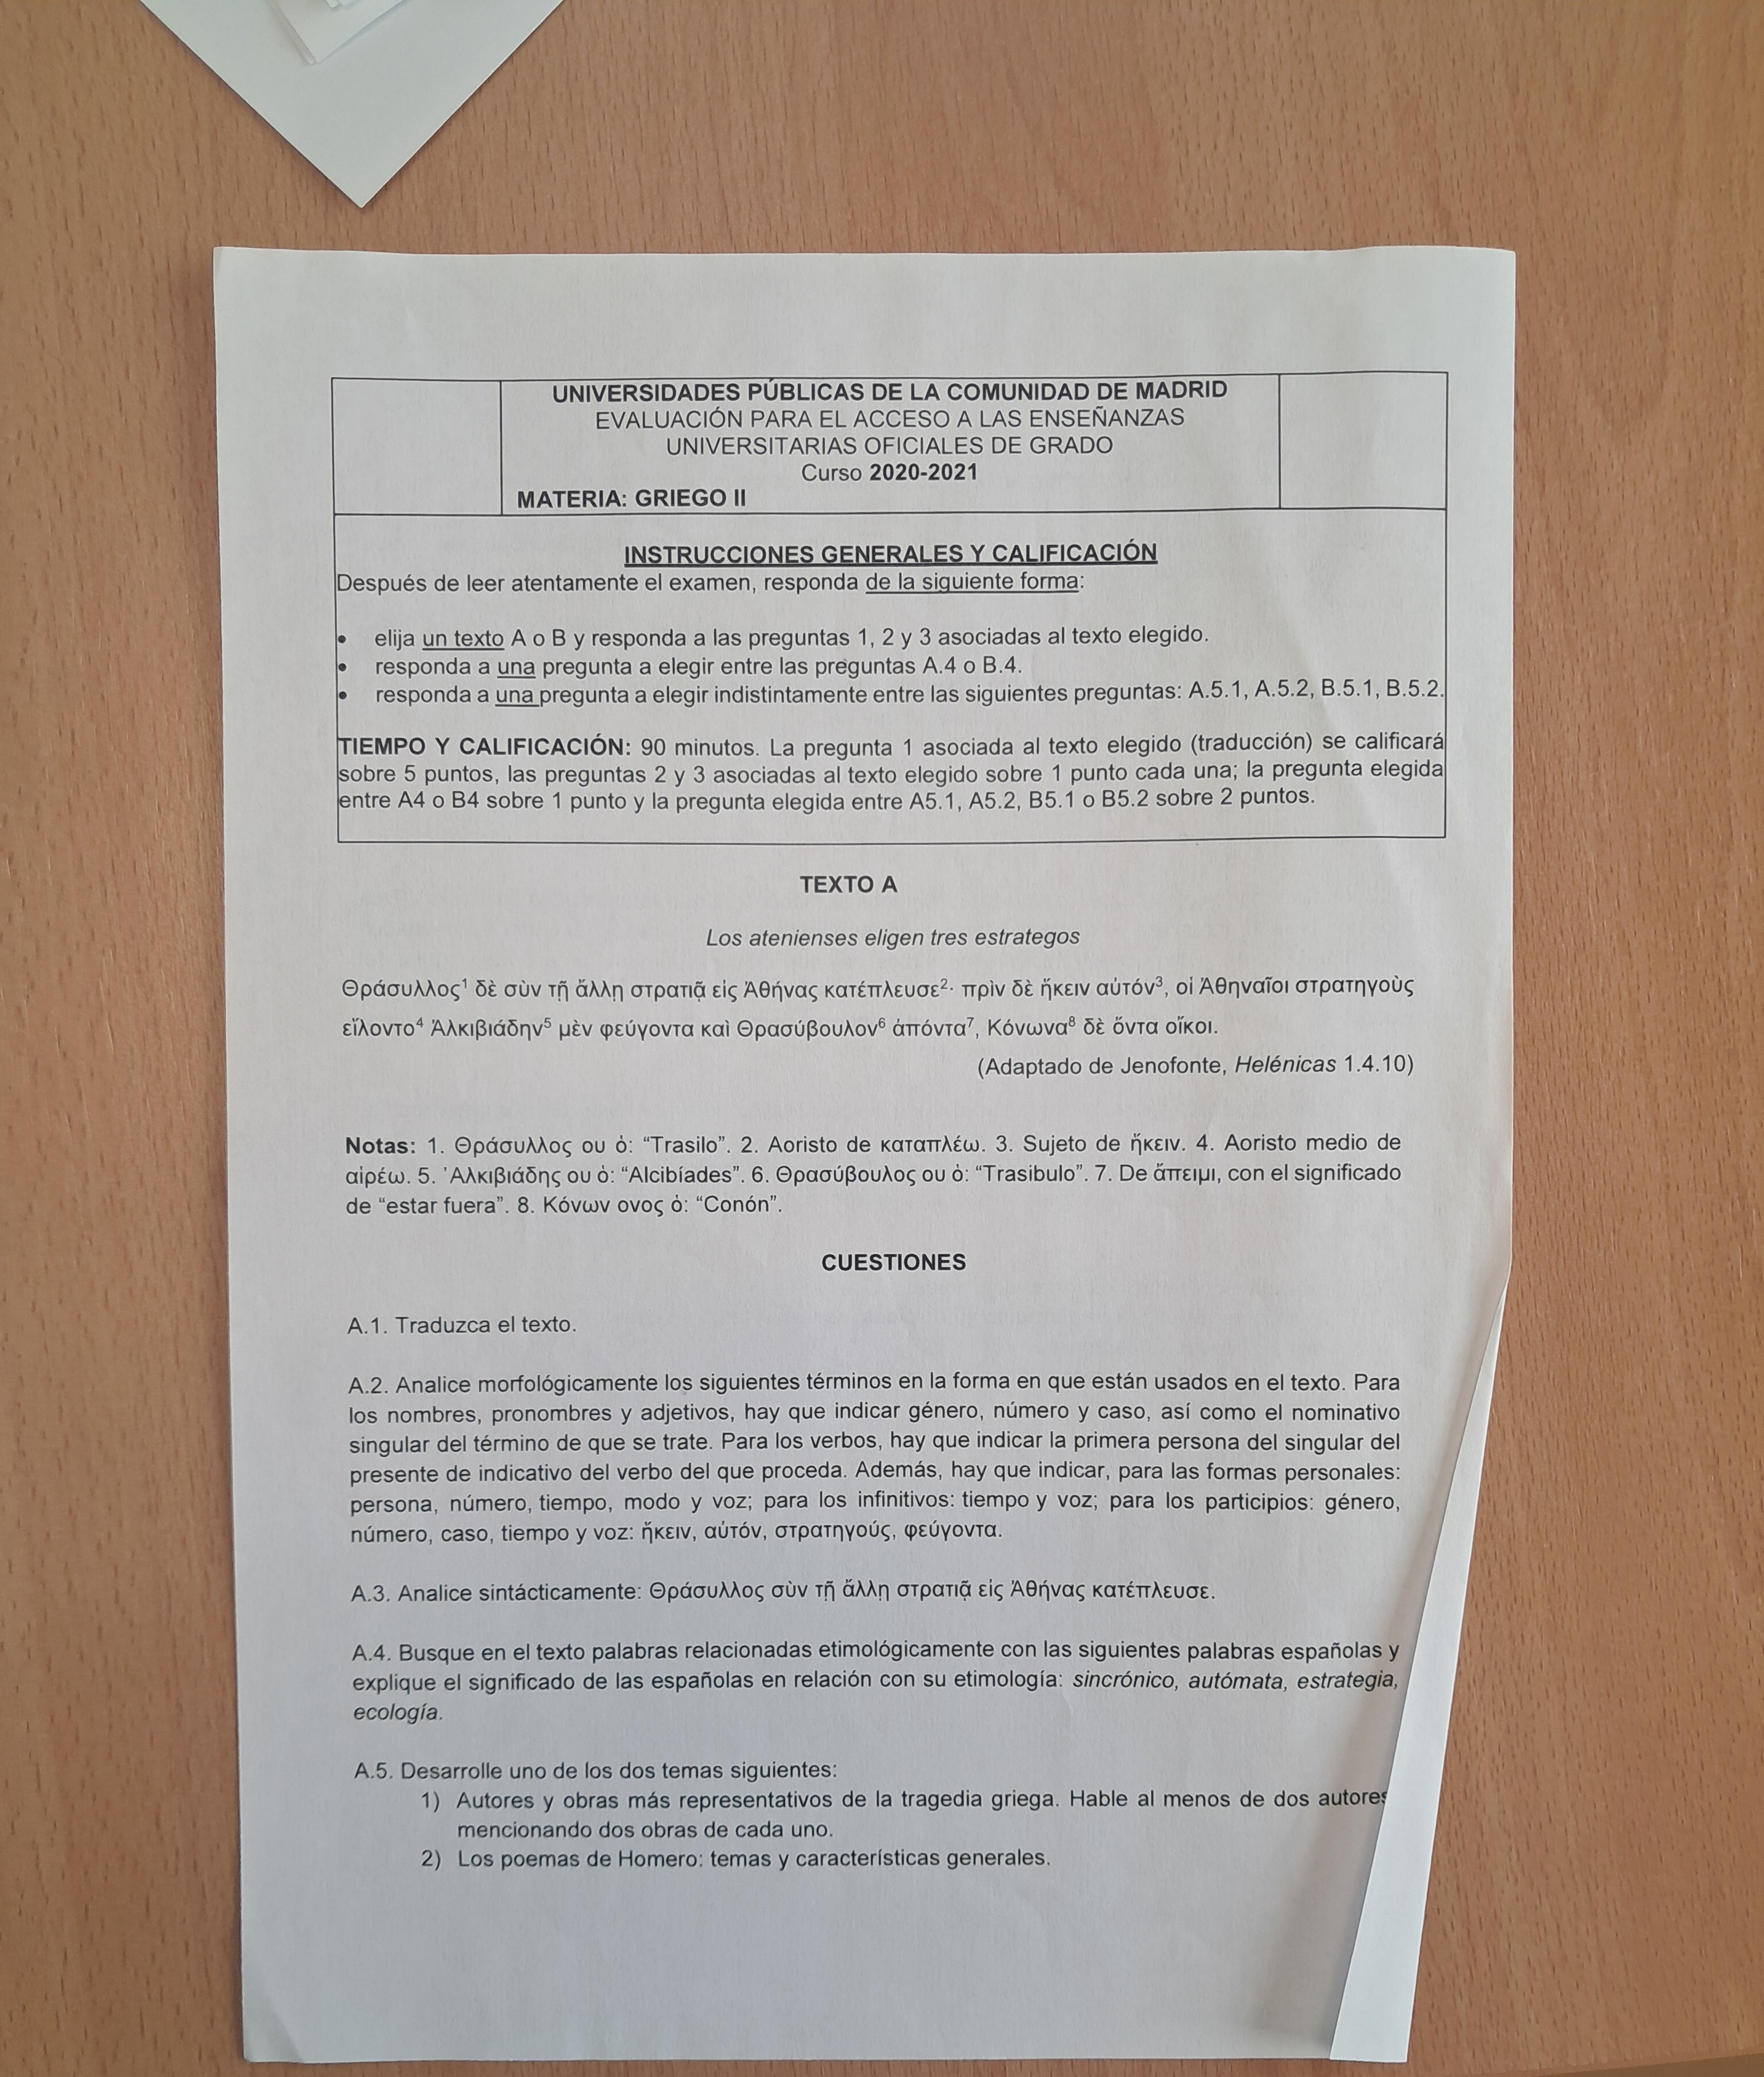 UNIVERSIDADES PÚBLICAS DE LA COMUNIDAD DE MADRID
EVALUACIÓN PARA EL ACCESO A LAS ENSEÑANZAS
UNIVERSITARIAS OFICIALES DE GRADO
Curso 2020-2021
MATERIA: GRIEGO II
INSTRUCCIONES GENERALES Y CALIFICACIÓN
Después de leer atentamente el examen, responda de la siguiente forma:
• elija un texto A o B y responda a las preguntas 1, 2 y 3 asociadas al texto elegido.
• responda a una pregunta a elegir entre las preguntas A.4 o B.4.
• responda a una pregunta a elegir indistintamente entre las siguientes preguntas: A.5.1, A.5.2, B.5.1, B.5.2.
TIEMPO Y CALIFICACIÓN: 90 minutos. La pregunta 1 asociada al texto elegido (traducción) se calificará
sobre 5 puntos, las preguntas 2 y 3 asociadas al texto elegido sobre 1 punto cada una; la pregunta elegida
entre A4 o B4 sobre 1 punto y la pregunta elegida entre A5.1, A5.2, B5.1 o B5.2 sobre 2 puntos.
TEXTO A
Los atenienses eligen tres estrategos
Θράσυλλος¹ δὲ σὺν τῇ ἄλλῃ στρατιᾷ εἰς Ἀθήνας κατέπλευσε²· πρὶν δὲ ἥκειν αὐτόν³, οἱ Ἀθηναῖοι στρατηγοὺς
εἵλοντο⁴ Ἀλκιβιάδην⁵ μὲν φεύγοντα καὶ Θρασύβουλον⁶ ἀπόντα⁷, Κόνωνα⁸ δὲ ὄντα οἴκοι.
(Adaptado de Jenofonte, Helénicas 1.4.10)
Notas: 1. Θράσυλλος ου ὁ: “Trasilo”. 2. Aoristo de καταπλέω. 3. Sujeto de ἥκειν. 4. Aoristo medio de
αἱρέω. 5. Ἀλκιβιάδης ου ὁ: “Alcibíades”. 6. Θρασύβουλος ου ὁ: “Trasibulo”. 7. De ἄπειμι, con el significado
de “estar fuera”. 8. Κόνων ονος ὁ: “Conón”.
CUESTIONES
A.1. Traduzca el texto.
A.2. Analice morfológicamente los siguientes términos en la forma en que están usados en el texto. Para
los nombres, pronombres y adjetivos, hay que indicar género, número y caso, así como el nominativo
singular del término de que se trate. Para los verbos, hay que indicar la primera persona del singular del
presente de indicativo del verbo del que proceda. Además, hay que indicar, para las formas personales:
persona, número, tiempo, modo y voz; para los infinitivos: tiempo y voz; para los participios: género,
número, caso, tiempo y voz: ἥκειν, αὐτόν, στρατηγούς, φεύγοντα.
A.3. Analice sintácticamente: Θράσυλλος σὺν τῇ ἄλλῃ στρατιᾷ εἰς Ἀθήνας κατέπλευσε.
A.4. Busque en el texto palabras relacionadas etimológicamente con las siguientes palabras españolas y
explique el significado de las españolas en relación con su etimología: sincrónico, autómata, estrategia,
ecología.
A.5. Desarrolle uno de los dos temas siguientes:
1) Autores y obras más representativos de la tragedia griega. Hable al menos de dos autores
mencionando dos obras de cada uno.
2) Los poemas de Homero: temas y características generales.